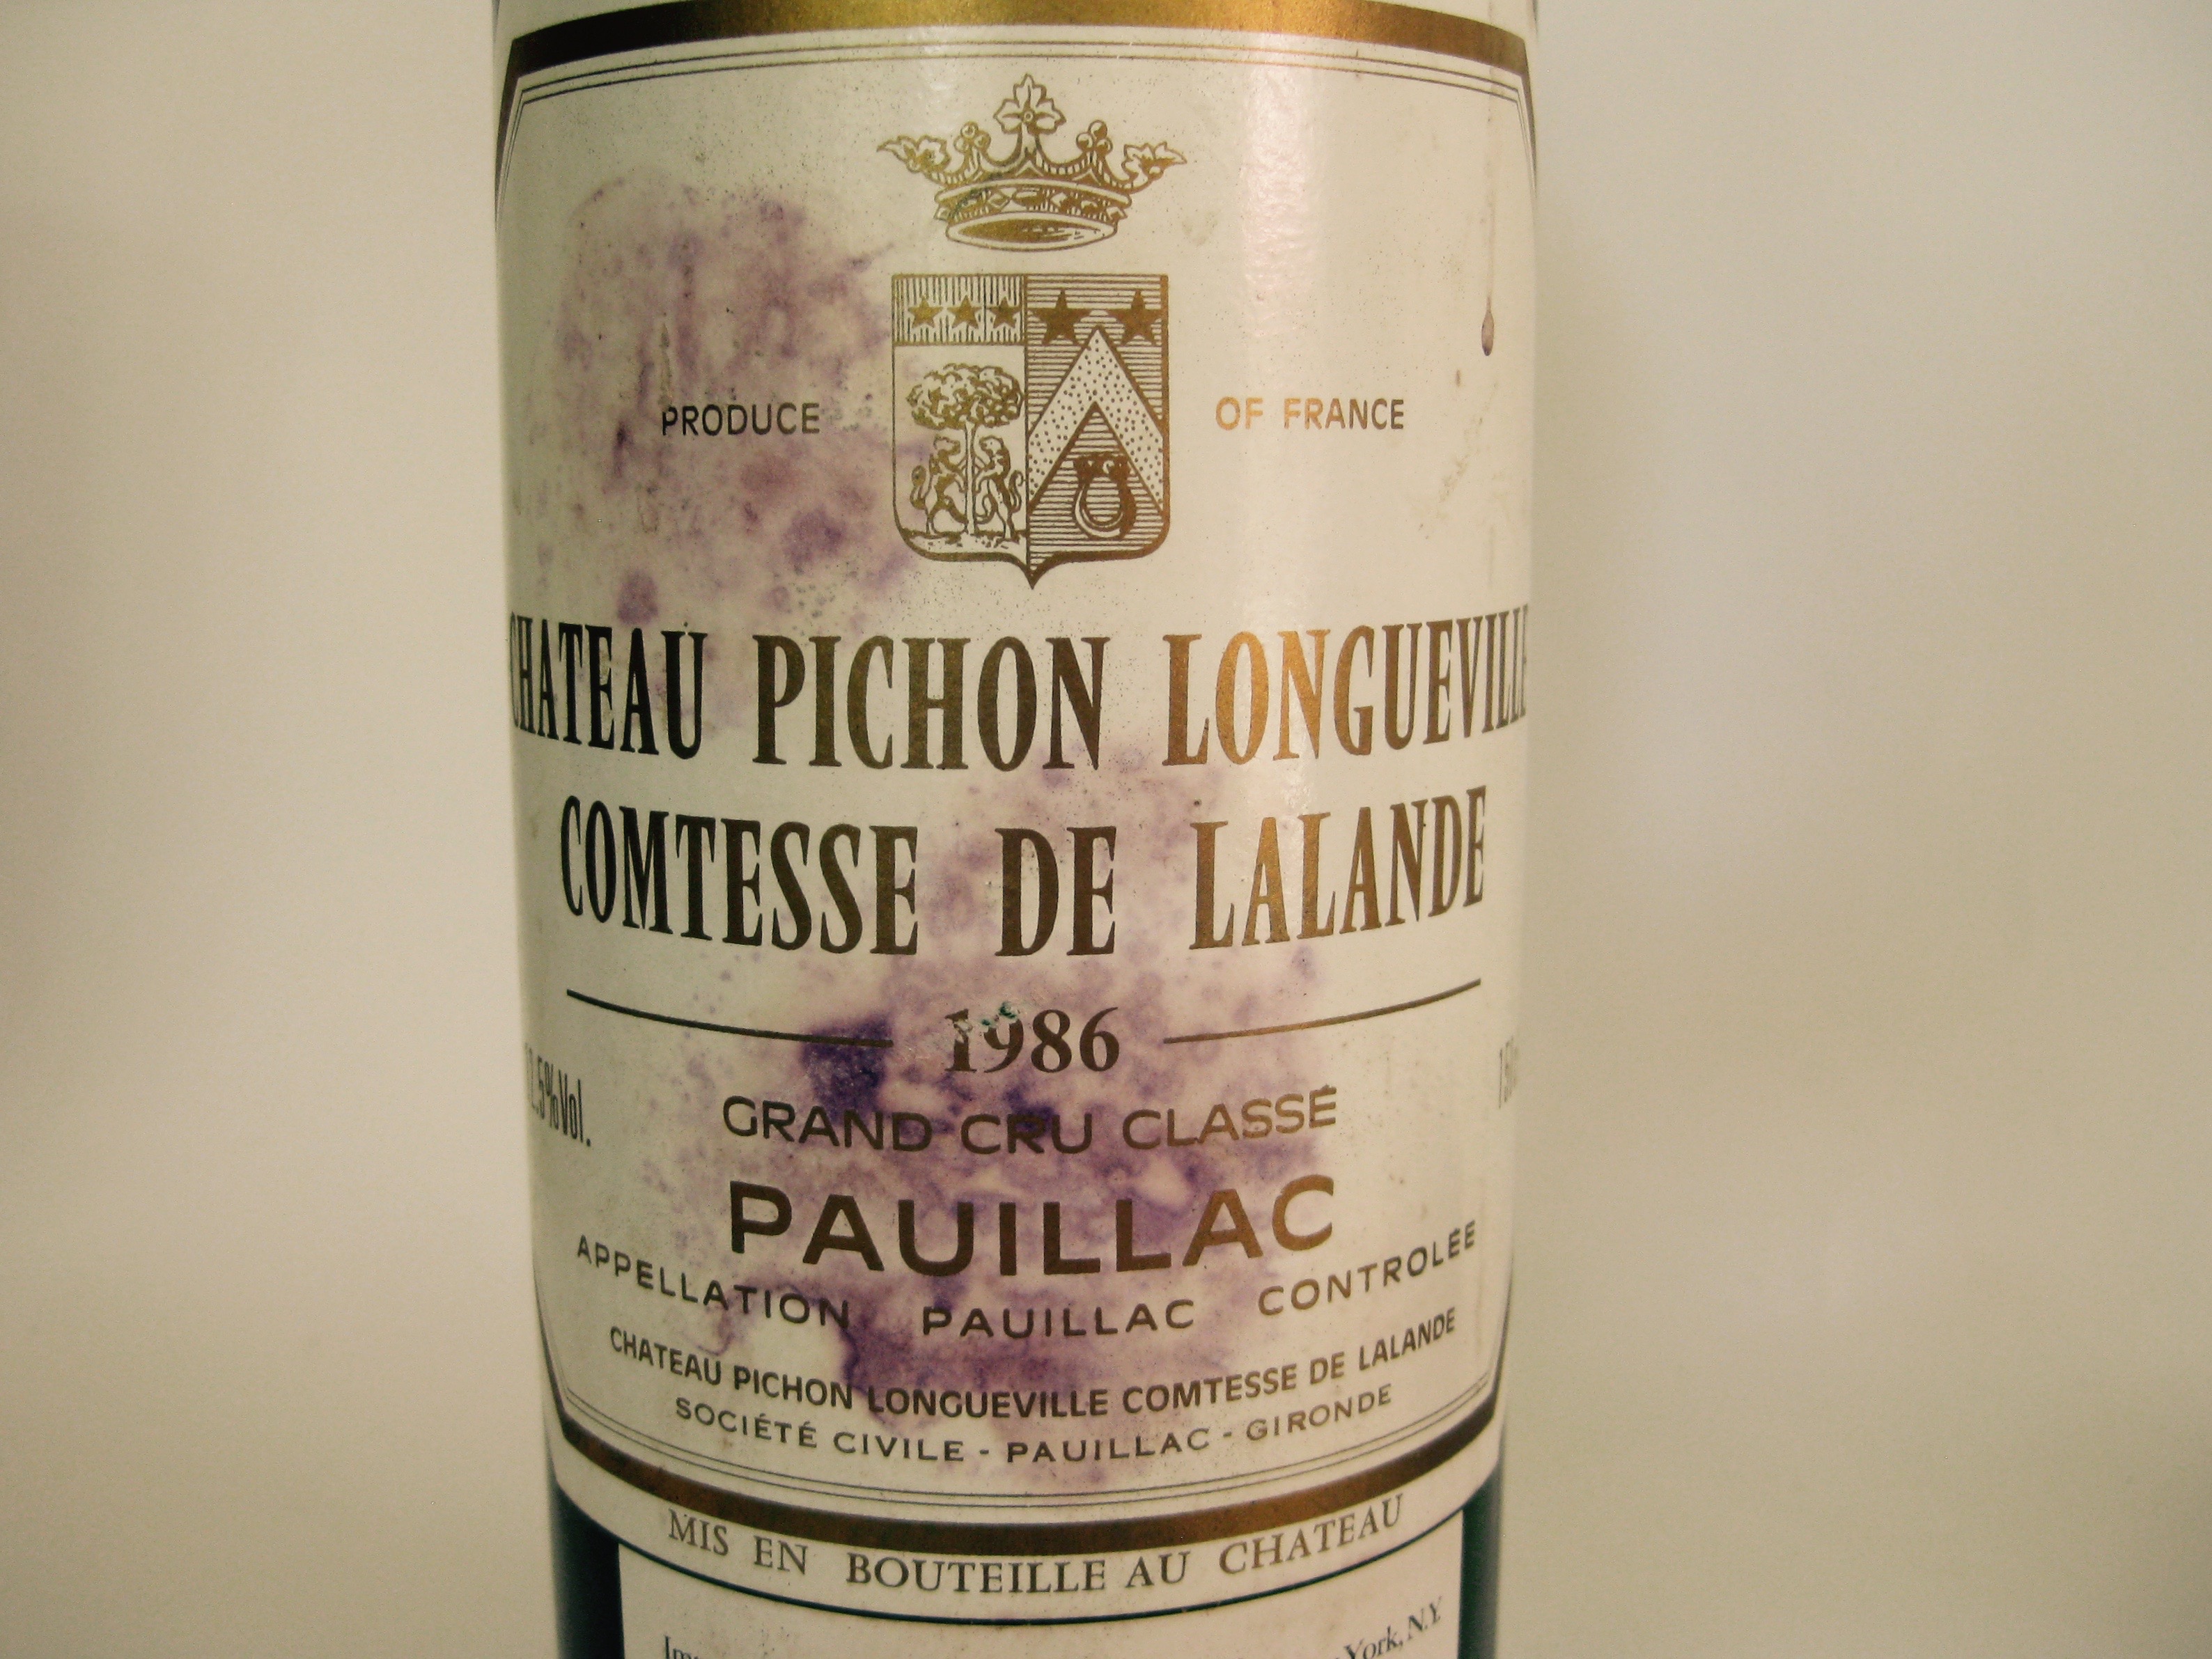 PRODUCE OF FRANCE
CHATEAU PICHON LONGUEVILLE
COMTESSE DE LALANDE
1986
GRAND CRU CLASSÉ
PAUILLAC
APPELLATION PAUILLAC CONTROLÉE
CHATEAU PICHON LONGUEVILLE COMTESSE DE LALANDE
SOCIÉTÉ CIVILE - PAUILLAC - GIRONDE
MIS EN BOUTEILLE AU CHATEAU
York, N.Y